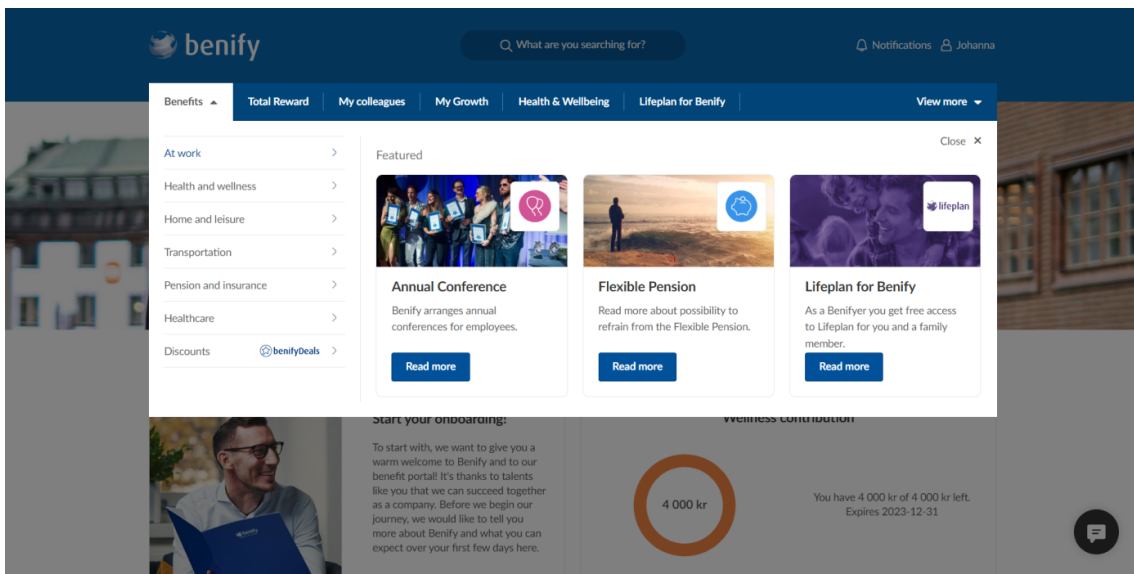 benify
What are you searching for?
Notifications
Johanna
Benefits
Total Reward
My colleagues
My Growth
Health & Wellbeing
Lifeplan for Benify
View more
Close ×
At work
Health and wellness
Home and leisure
Transportation
Pension and insurance
Healthcare
Discounts
benifyDeals
Featured
Annual Conference
Benify arranges annual
conferences for employees.
Read more
Flexible Pension
Read more about possibility to
refrain from the Flexible Pension.
Read more
lifeplan
Lifeplan for Benify
As a Benifyer you get free access
to Lifeplan for you and a family
member.
Read more
Start your onboarding!
To start with, we want to give you a
warm welcome to Benify and to our
benefit portal! It's thanks to talents
like you that we can succeed together
as a company. Before we begin our
journey, we would like to tell you
more about Benify and what you can
expect over your first few days here.
Wellness contribution
4 000 kr
You have 4 000 kr of 4 000 kr left.
Expires 2023-12-31